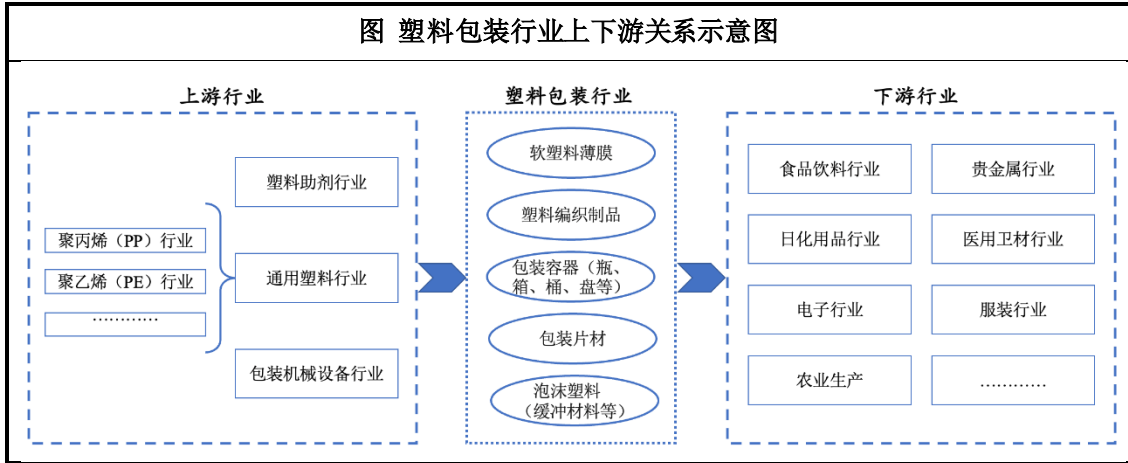 图 塑料包装行业上下游关系示意图
上游行业
塑料助剂行业
聚丙烯（PP）行业
聚乙烯（PE）行业
…………
通用塑料行业
包装机械设备行业
塑料包装行业
软塑料薄膜
塑料编织制品
包装容器（瓶、
箱、桶、盘等）
包装片材
泡沫塑料
（缓冲材料等）
下游行业
食品饮料行业
贵金属行业
日化用品行业
医用卫材行业
电子行业
服装行业
农业生产
…………